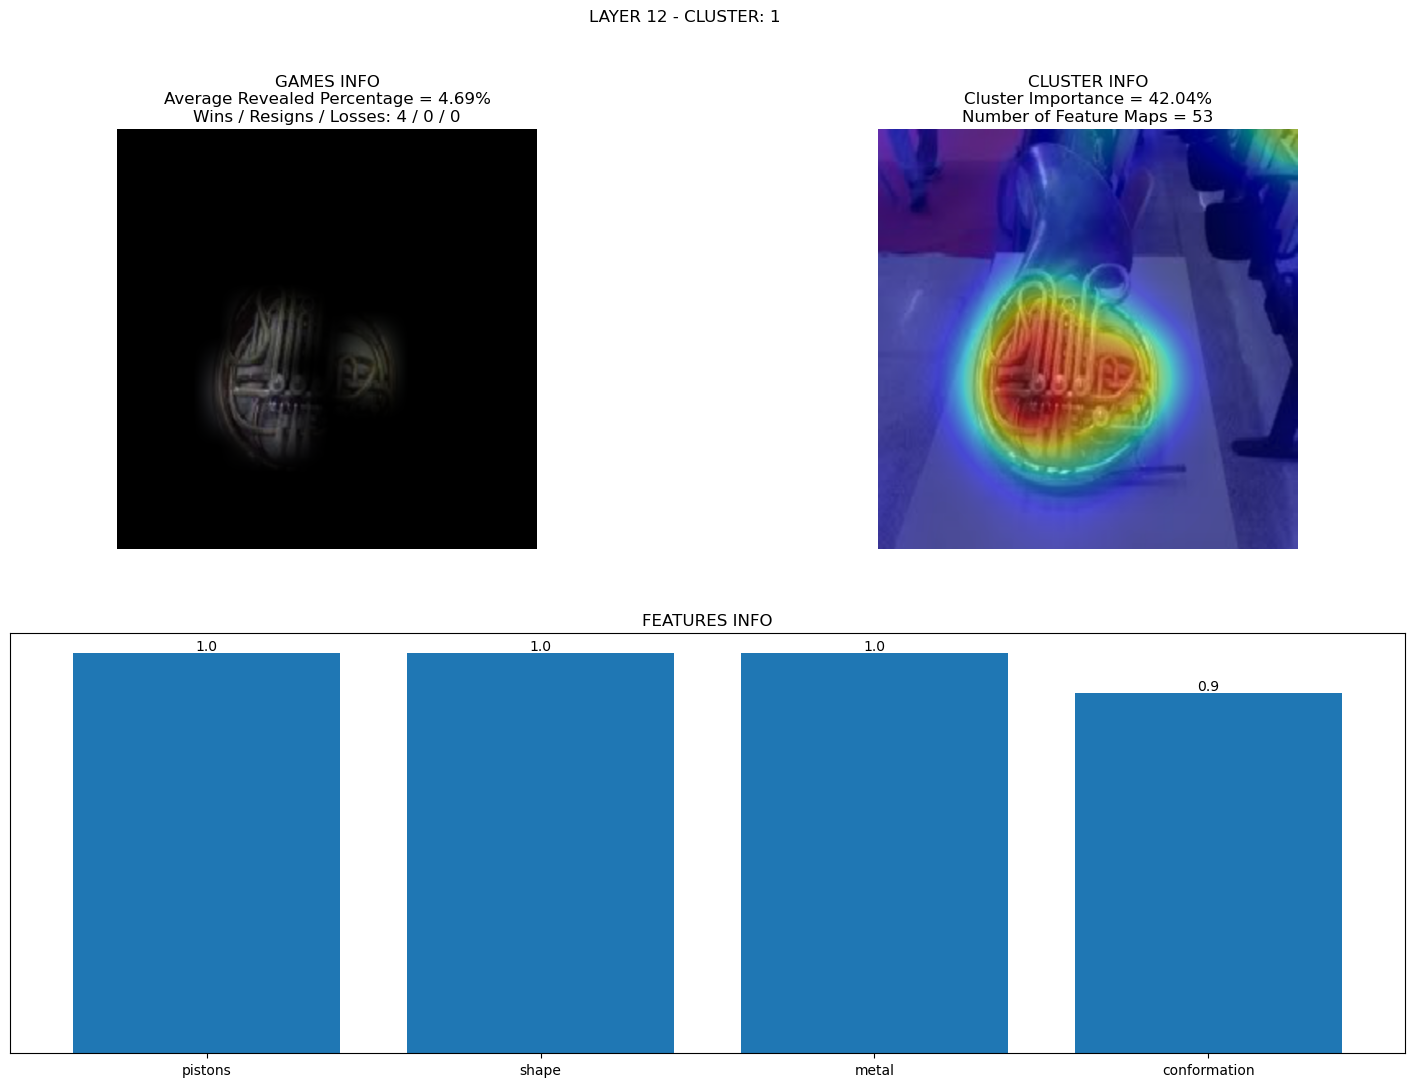 LAYER 12 - CLUSTER: 1
GAMES INFO
Average Revealed Percentage = 4.69%
Wins / Resigns / Losses: 4 / 0 / 0
CLUSTER INFO
Cluster Importance = 42.04%
Number of Feature Maps = 53
FEATURES INFO
1.0
1.0
1.0
0.9
pistons
shape
metal
conformation